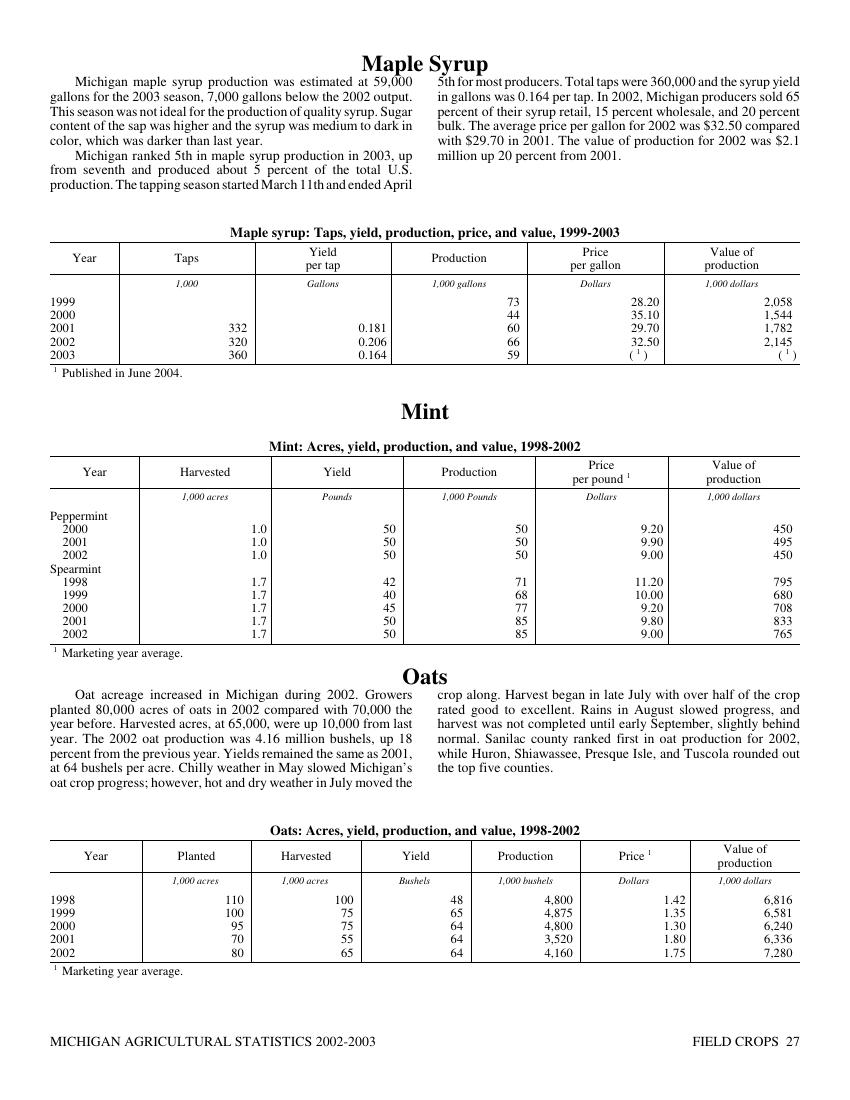 Maple Syrup
Michigan maple syrup production was estimated at 59,000
gallons for the 2003 season, 7,000 gallons below the 2002 output.
This season was not ideal for the production of quality syrup. Sugar
content of the sap was higher and the syrup was medium to dark in
color, which was darker than last year.
Michigan ranked 5th in maple syrup production in 2003, up
from seventh and produced about 5 percent of the total U.S.
production. The tapping season started March 11th and ended April
5th for most producers. Total taps were 360,000 and the syrup yield
in gallons was 0.164 per tap. In 2002, Michigan producers sold 65
percent of their syrup retail, 15 percent wholesale, and 20 percent
bulk. The average price per gallon for 2002 was $32.50 compared
with $29.70 in 2001. The value of production for 2002 was $2.1
million up 20 percent from 2001.
Maple syrup: Taps, yield, production, price, and value, 1999-2003
Year Taps Yield per tap Production Price per gallon Value of production
1,000 Gallons 1,000 gallons Dollars 1,000 dollars
1999 73 28.20 2,058
2000 44 35.10 1,544
2001 332 0.181 60 29.70 1,782
2002 320 0.206 66 32.50 2,145
2003 360 0.164 59 ( 1 ) ( 1 )
1 Published in June 2004.
Mint
Mint: Acres, yield, production, and value, 1998-2002
Year Harvested Yield Production Price per pound 1 Value of production
1,000 acres Pounds 1,000 Pounds Dollars 1,000 dollars
Peppermint
2000 1.0 50 50 9.20 450
2001 1.0 50 50 9.90 495
2002 1.0 50 50 9.00 450
Spearmint
1998 1.7 42 71 11.20 795
1999 1.7 40 68 10.00 680
2000 1.7 45 77 9.20 708
2001 1.7 50 85 9.80 833
2002 1.7 50 85 9.00 765
1 Marketing year average.
Oats
Oat acreage increased in Michigan during 2002. Growers
planted 80,000 acres of oats in 2002 compared with 70,000 the
year before. Harvested acres, at 65,000, were up 10,000 from last
year. The 2002 oat production was 4.16 million bushels, up 18
percent from the previous year. Yields remained the same as 2001,
at 64 bushels per acre. Chilly weather in May slowed Michigan's
oat crop progress; however, hot and dry weather in July moved the
crop along. Harvest began in late July with over half of the crop
rated good to excellent. Rains in August slowed progress, and
harvest was not completed until early September, slightly behind
normal. Sanilac county ranked first in oat production for 2002,
while Huron, Shiawassee, Presque Isle, and Tuscola rounded out
the top five counties.
Oats: Acres, yield, production, and value, 1998-2002
Year Planted Harvested Yield Production Price 1 Value of production
1,000 acres 1,000 acres Bushels 1,000 bushels Dollars 1,000 dollars
1998 110 100 48 4,800 1.42 6,816
1999 100 75 65 4,875 1.35 6,581
2000 95 75 64 4,800 1.30 6,240
2001 70 55 64 3,520 1.80 6,336
2002 80 65 64 4,160 1.75 7,280
1 Marketing year average.
MICHIGAN AGRICULTURAL STATISTICS 2002-2003 FIELD CROPS 27